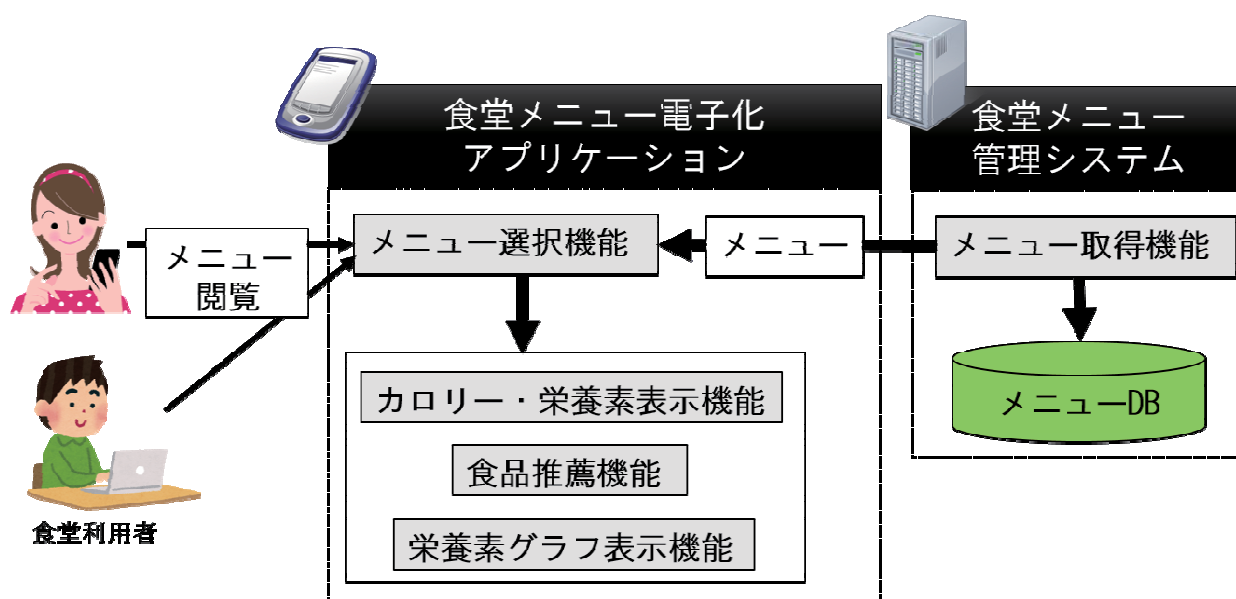 食堂メニュー電子化
アプリケーション
食堂メニュー
管理システム
メニュー
閲覧
メニュー選択機能
メニュー
メニュー取得機能
カロリー・栄養素表示機能
食品推薦機能
栄養素グラフ表示機能
メニューDB
食堂利用者